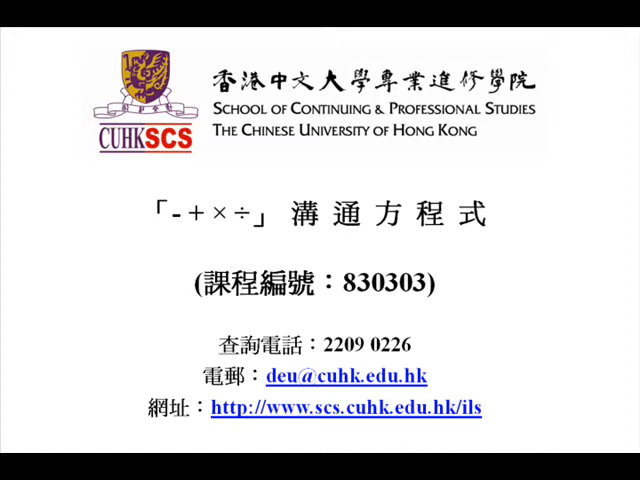 香港中文大學專業進修學院
SCHOOL OF CONTINUING & PROFESSIONAL STUDIES
THE CHINESE UNIVERSITY OF HONG KONG
CUHKSCS
「- + × ÷」 溝 通 方 程 式
(課程編號：830303)
查詢電話：2209 0226
電郵：deu@cuhk.edu.hk
網址：http://www.scs.cuhk.edu.hk/ils